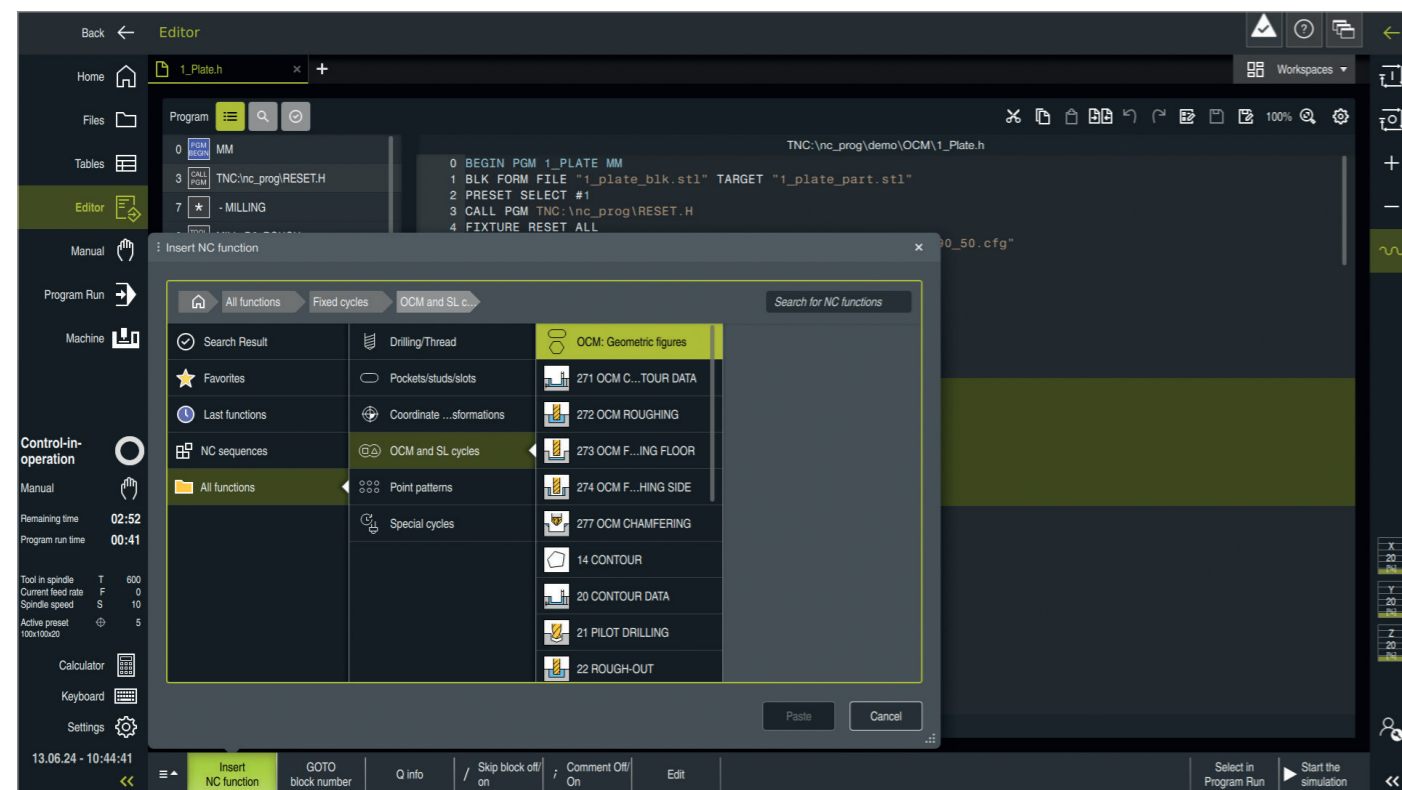 Back
Editor
Home
1_Plate.h × +
Workspaces
Files
Program
100%
Tables
0 PGM BEGIN MM
3 CALL PGM TNC:\nc_prog\RESET.H
7 * - MILLING
TNC:\nc_prog\demo\OCM\1_Plate.h
0 BEGIN PGM 1_PLATE MM
1 BLK FORM FILE "1_plate_blk.stl" TARGET "1_plate_part.stl"
2 PRESET SELECT #1
3 CALL PGM TNC:\nc_prog\RESET.H
4 FIXTURE RESET ALL
90_50.cfg"
Editor
Manual
Program Run
Machine
Insert NC function ×
All functions
Fixed cycles
OCM and SL c...
Search for NC functions
Search Result
Favorites
Last functions
NC sequences
All functions
Drilling/Thread
Pockets/studs/slots
Coordinate ...sformations
OCM and SL cycles
Point patterns
Special cycles
OCM: Geometric figures
271 OCM C...TOUR DATA
272 OCM ROUGHING
273 OCM F...ING FLOOR
274 OCM F...HING SIDE
277 OCM CHAMFERING
14 CONTOUR
20 CONTOUR DATA
21 PILOT DRILLING
22 ROUGH-OUT
Paste
Cancel
Control-in-
operation
Manual
Remaining time 02:52
Program run time 00:41
Tool in spindle T 600
Current feed rate F 0
Spindle speed S 10
Active preset 5
100x100x20
Calculator
Keyboard
Settings
13.06.24 - 10:44:41
X
20
Y
20
Z
20
Insert
NC function
GOTO
block number
Q info
/ Skip block off/
on
; Comment Off/
On
Edit
Select in
Program Run
Start the
simulation